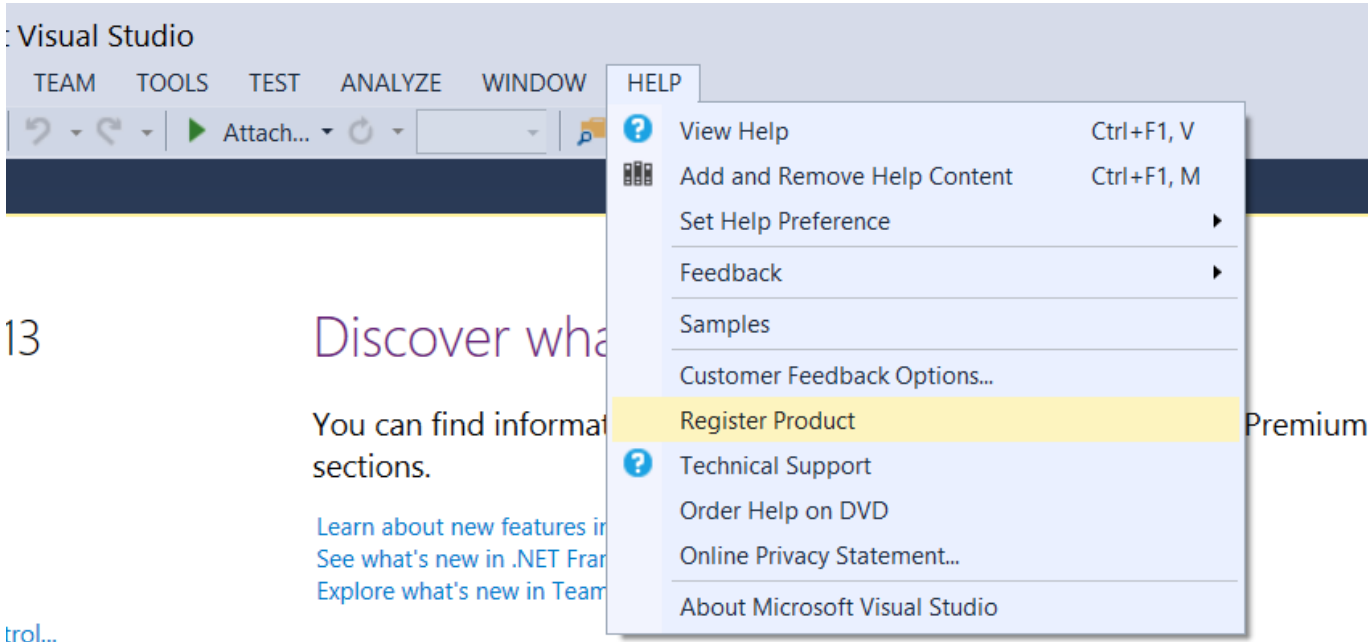 Visual Studio
TEAM TOOLS TEST ANALYZE WINDOW HELP
Attach...
View Help Ctrl+F1, V
Add and Remove Help Content Ctrl+F1, M
Set Help Preference
Feedback
Samples
Customer Feedback Options...
Register Product
Technical Support
Order Help on DVD
Online Privacy Statement...
About Microsoft Visual Studio
13
Discover wha
You can find informat Premium
sections.
Learn about new features in
See what's new in .NET Fram
Explore what's new in Team
trol...